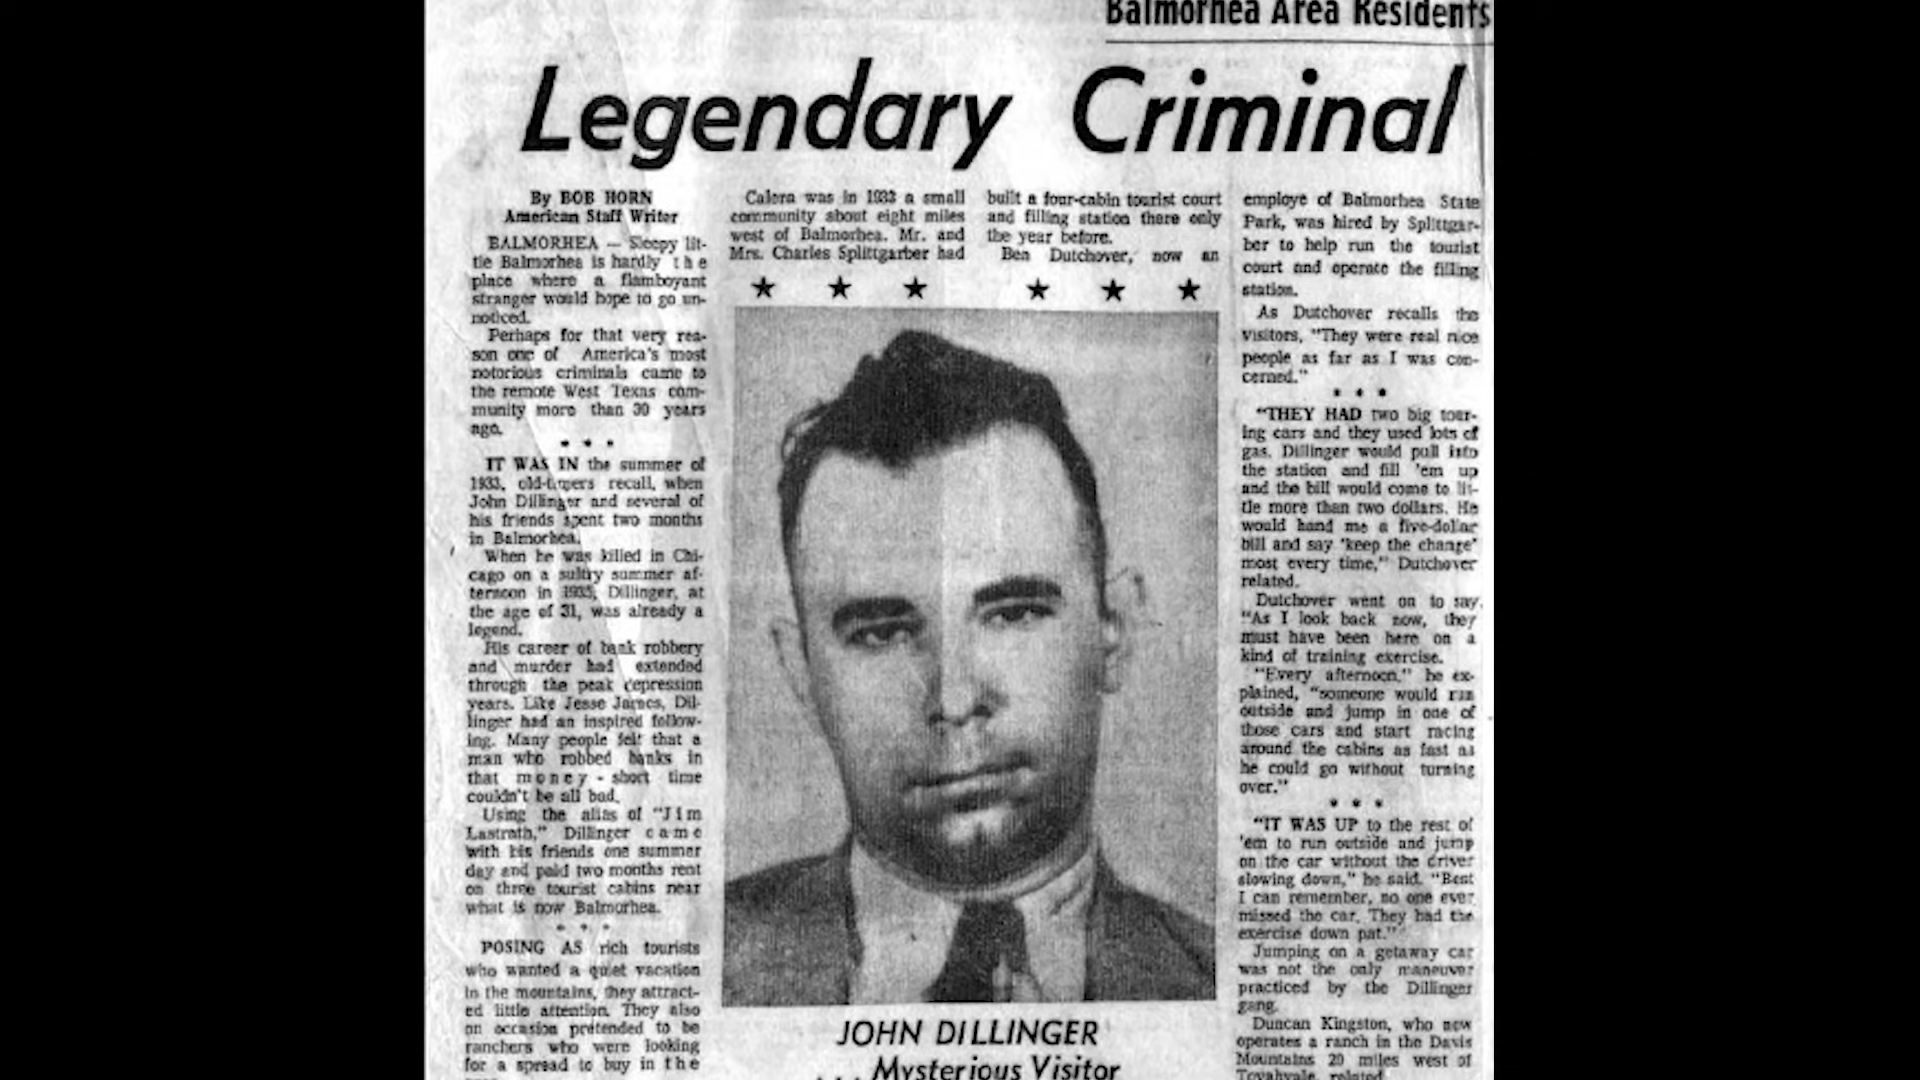 Balmorhea Area Residents
Legendary Criminal
By BOB HORN
American Staff Writer
BALMORHEA — Sleepy lit-
tle Balmorhea is hardly the
place where a flamboyant
stranger would hope to go un-
noticed.
Perhaps for that very rea-
son one of America's most
notorious criminals came to
the remote West Texas com-
munity more than 30 years
ago.
IT WAS IN the summer of
1933, old-timers recall, when
John Dillinger and several of
his friends spent two months
in Balmorhea.
When he was killed in Chi-
cago on a sultry summer af-
ternoon in 1935, Dillinger, at
the age of 31, was already a
legend.
His career of bank robbery
and murder had extended
through the peak depression
years. Like Jesse James, Dil-
linger had an inspired follow-
ing. Many people felt that a
man who robbed banks in
that money-short time
couldn't be all bad.
Using the alias of "Jim
Lastrath," Dillinger came
with his friends one summer
day and paid two months rent
on three tourist cabins near
what is now Balmorhea.
POSING AS rich tourists
who wanted a quiet vacation
in the mountains, they attract-
ed little attention. They also
on occasion pretended to be
ranchers who were looking
for a spread to buy in the
Calera was in 1933 a small
community about eight miles
west of Balmorhea. Mr. and
Mrs. Charles Splittgarber had
built a four-cabin tourist court
and filling station there only
the year before.
Ben Dutchover, now an
JOHN DILLINGER
. . . Mysterious Visitor
employe of Balmorhea State
Park, was hired by Splittgar-
ber to help run the tourist
court and operate the filling
station.
As Dutchover recalls the
visitors, "They were real nice
people as far as I was con-
cerned."
"THEY HAD two big tour-
ing cars and they used lots of
gas. Dillinger would pull into
the station and fill 'em up
and the bill would come to lit-
tle more than two dollars. He
would hand me a five-dollar
bill and say 'keep the change'
most every time," Dutchover
related.
Dutchover went on to say,
"As I look back now, they
must have been here on a
kind of training exercise.
"Every afternoon," he ex-
plained, "someone would run
outside and jump in one of
those cars and start racing
around the cabins as fast as
he could go without turning
over."
"IT WAS UP to the rest of
'em to run outside and jump
on the car without the driver
slowing down," he said. "Best
I can remember, no one ever
missed the car. They had the
exercise down pat."
Jumping on a getaway car
was not the only maneuver
practiced by the Dillinger
gang.
Duncan Kingston, who now
operates a ranch in the Davis
Mountains 20 miles west of
Toyahvale, related